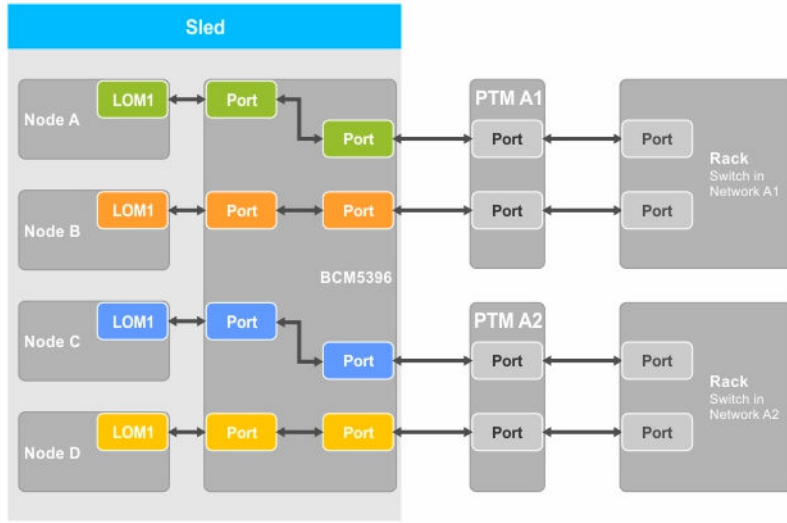 Sled
Node A
LOM1
Port
Port
PTM A1
Port
Port
Rack
Switch in
Network A1
Node B
LOM1
Port
Port
Port
Port
BCM5396
Node C
LOM1
Port
Port
PTM A2
Port
Port
Rack
Switch in
Network A2
Node D
LOM1
Port
Port
Port
Port